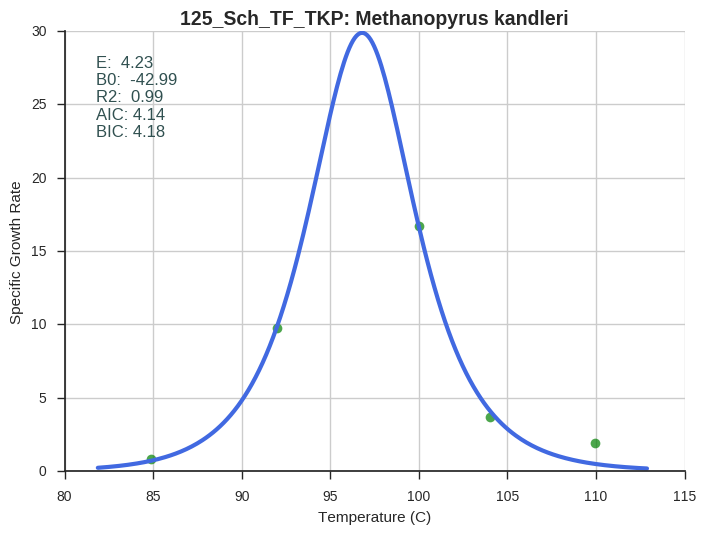 125_Sch_TF_TKP: Methanopyrus kandleri
E:  4.23
B0:  -42.99
R2:  0.99
AIC: 4.14
BIC: 4.18
30
25
20
15
10
5
0
Specific Growth Rate
80 85 90 95 100 105 110 115
Temperature (C)